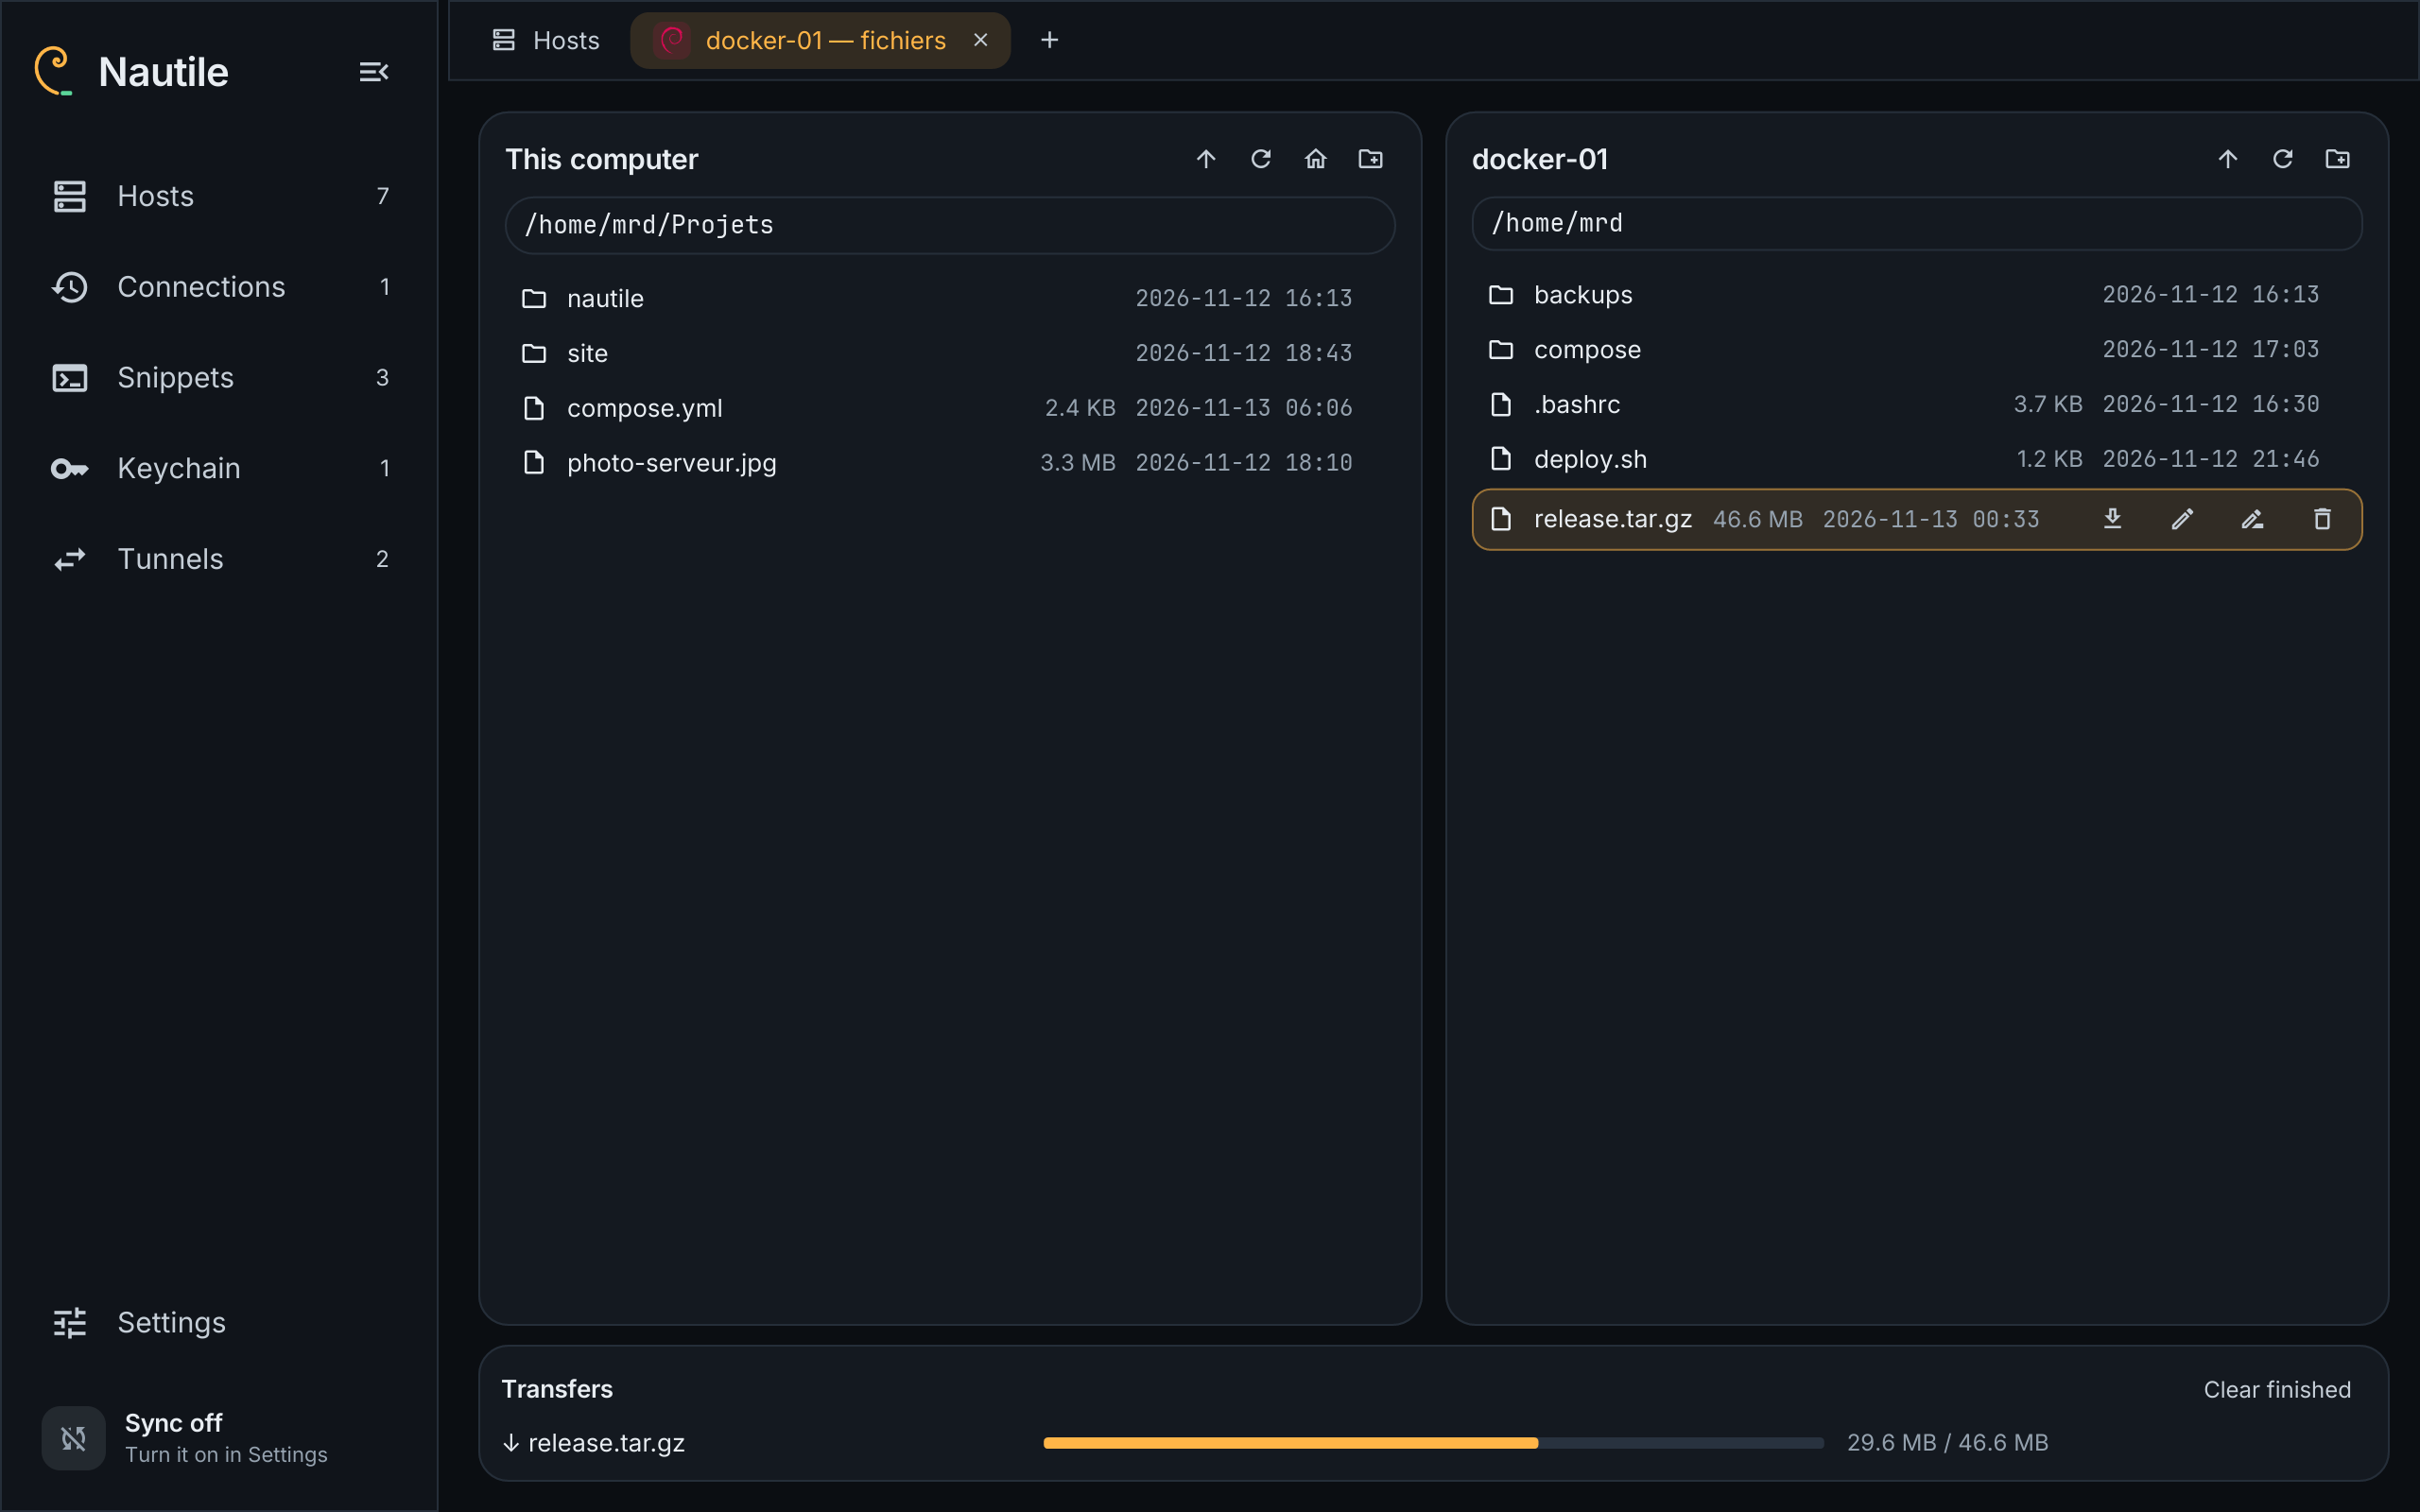 Nautile
Hosts 7
Connections 1
Snippets 3
Keychain 1
Tunnels 2
Settings
Sync off
Turn it on in Settings
Hosts
docker-01 — fichiers
This computer
/home/mrd/Projets
nautile 2026-11-12 16:13
site 2026-11-12 18:43
compose.yml 2.4 KB 2026-11-13 06:06
photo-serveur.jpg 3.3 MB 2026-11-12 18:10
docker-01
/home/mrd
backups 2026-11-12 16:13
compose 2026-11-12 17:03
.bashrc 3.7 KB 2026-11-12 16:30
deploy.sh 1.2 KB 2026-11-12 21:46
release.tar.gz 46.6 MB 2026-11-13 00:33
Transfers
Clear finished
↓ release.tar.gz 29.6 MB / 46.6 MB